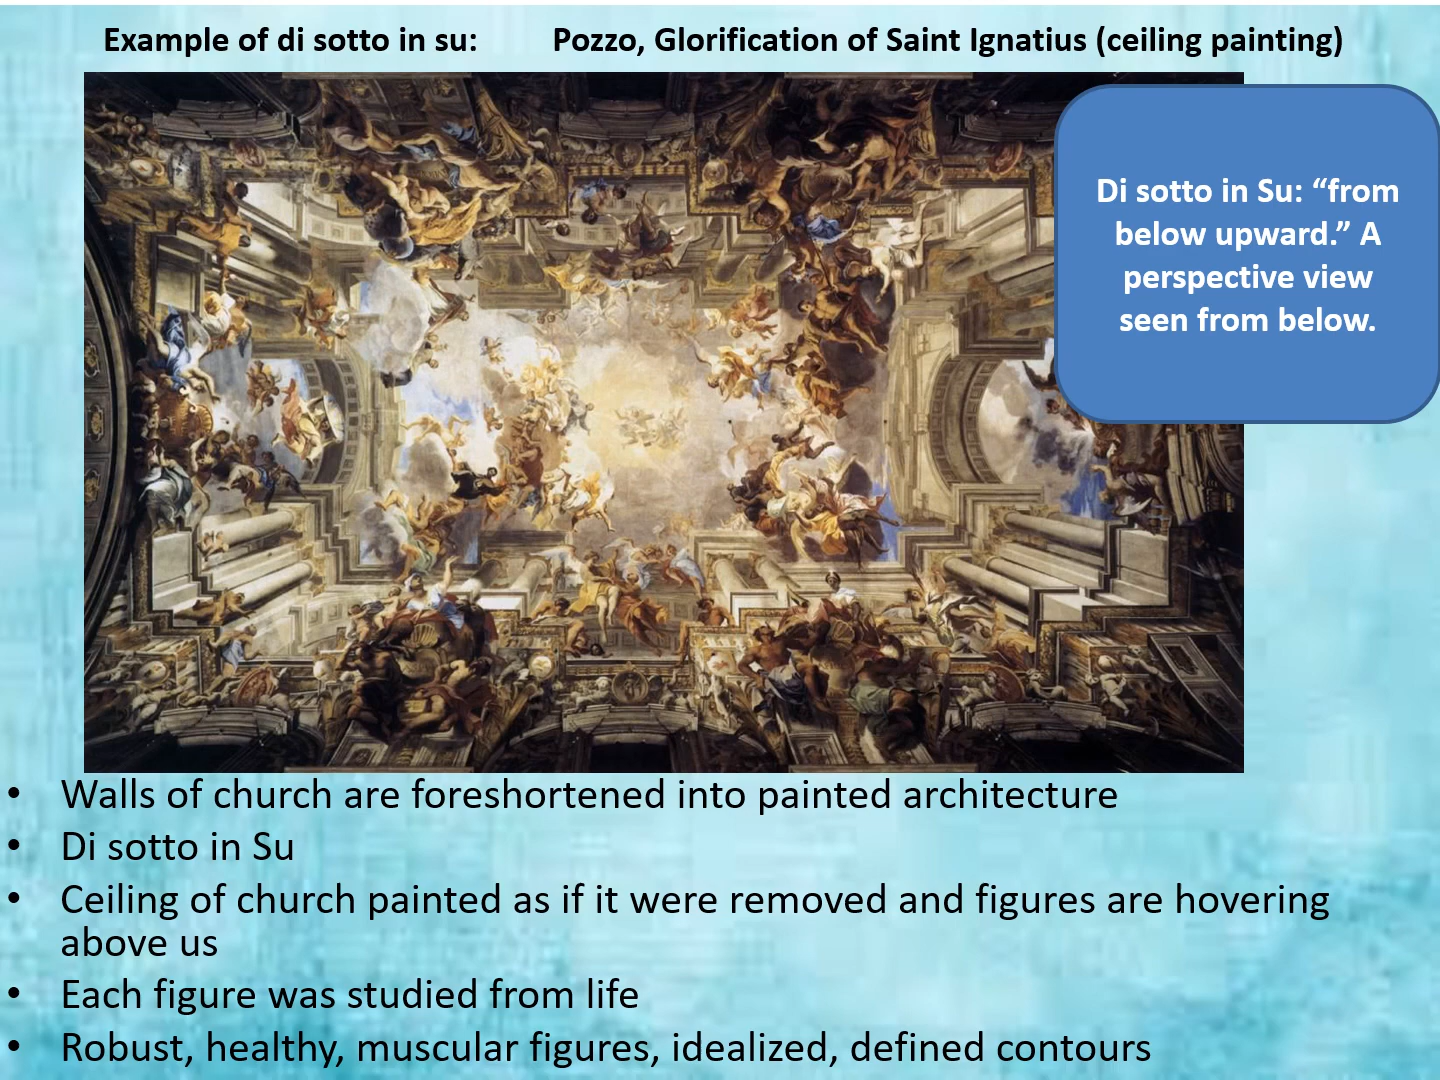 Example of di sotto in su: Pozzo, Glorification of Saint Ignatius (ceiling painting)
Di sotto in Su: “from
below upward.” A
perspective view
seen from below.
• Walls of church are foreshortened into painted architecture
• Di sotto in Su
• Ceiling of church painted as if it were removed and figures are hovering
above us
• Each figure was studied from life
• Robust, healthy, muscular figures, idealized, defined contours